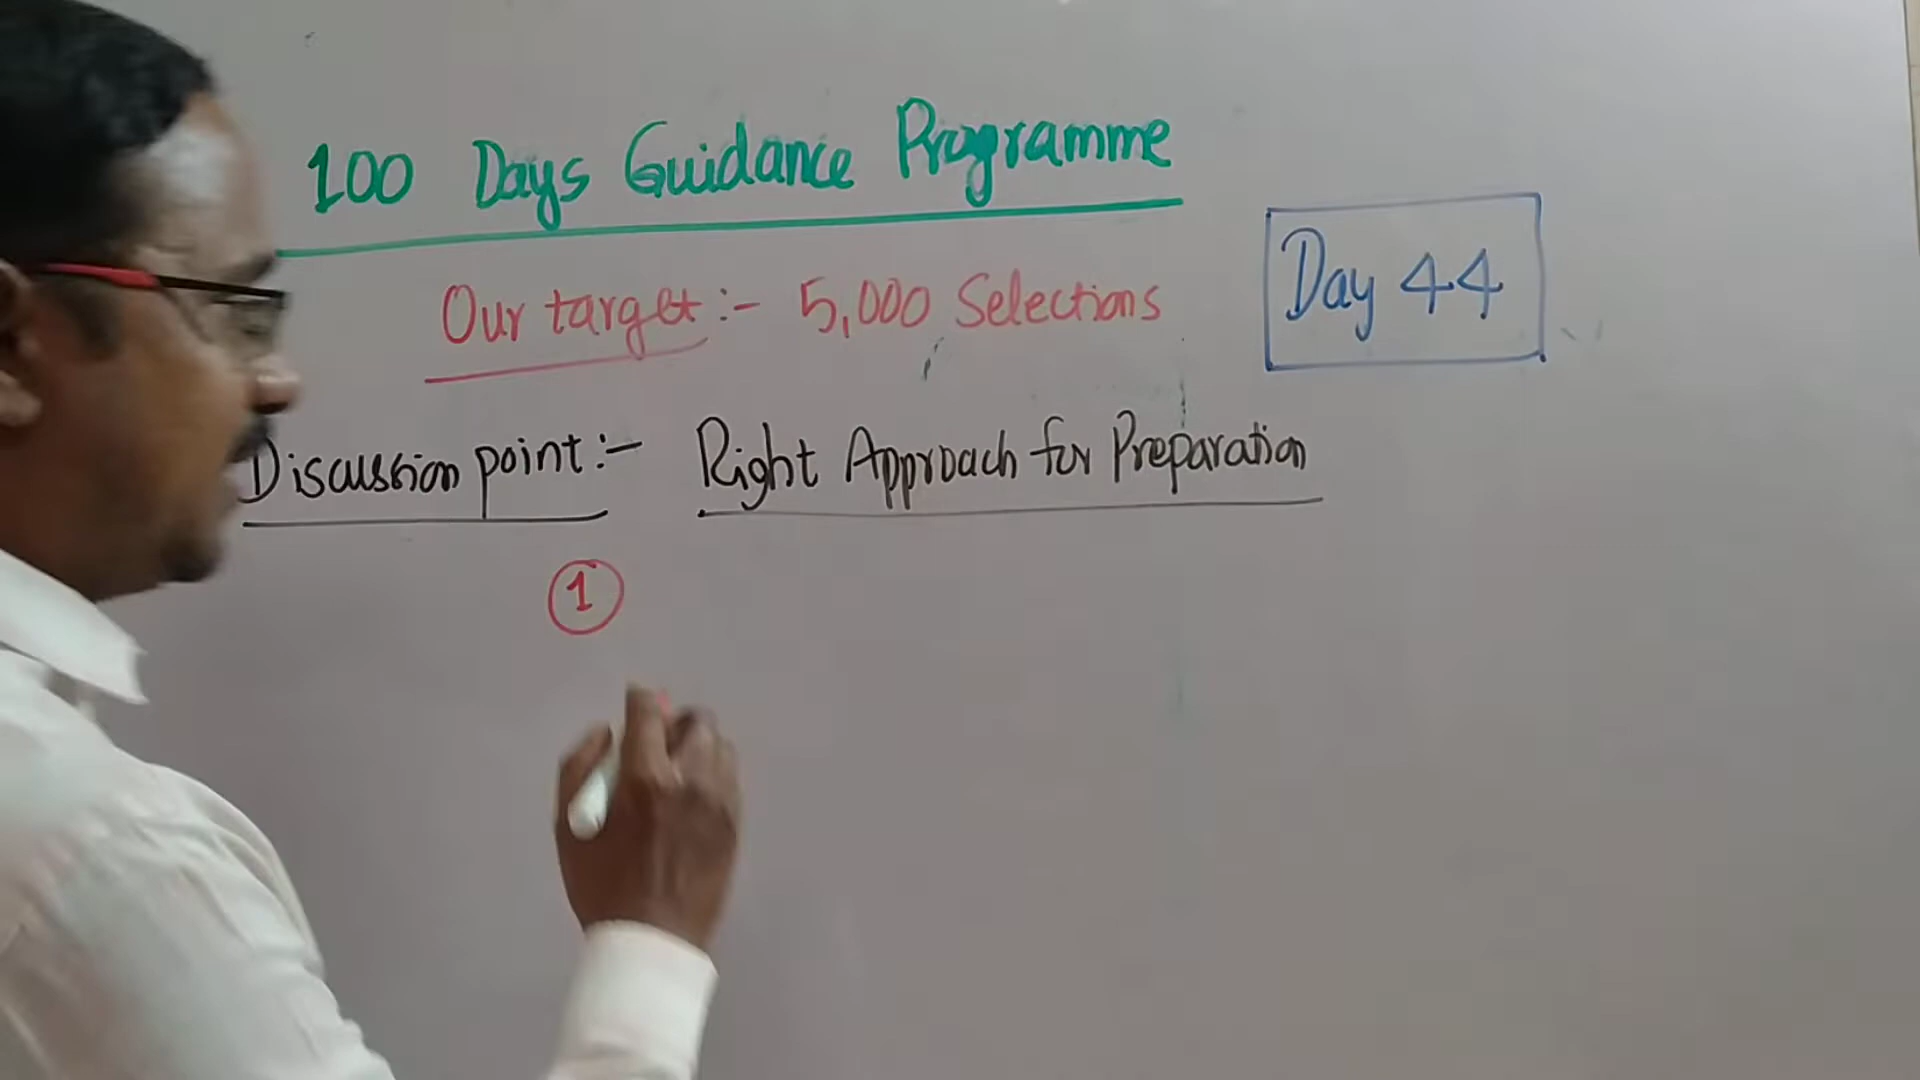 100 Days Guidance Programme
Our target :- 5,000 Selections
Day 44
Discussion point :- Right Approach for Preparation
1